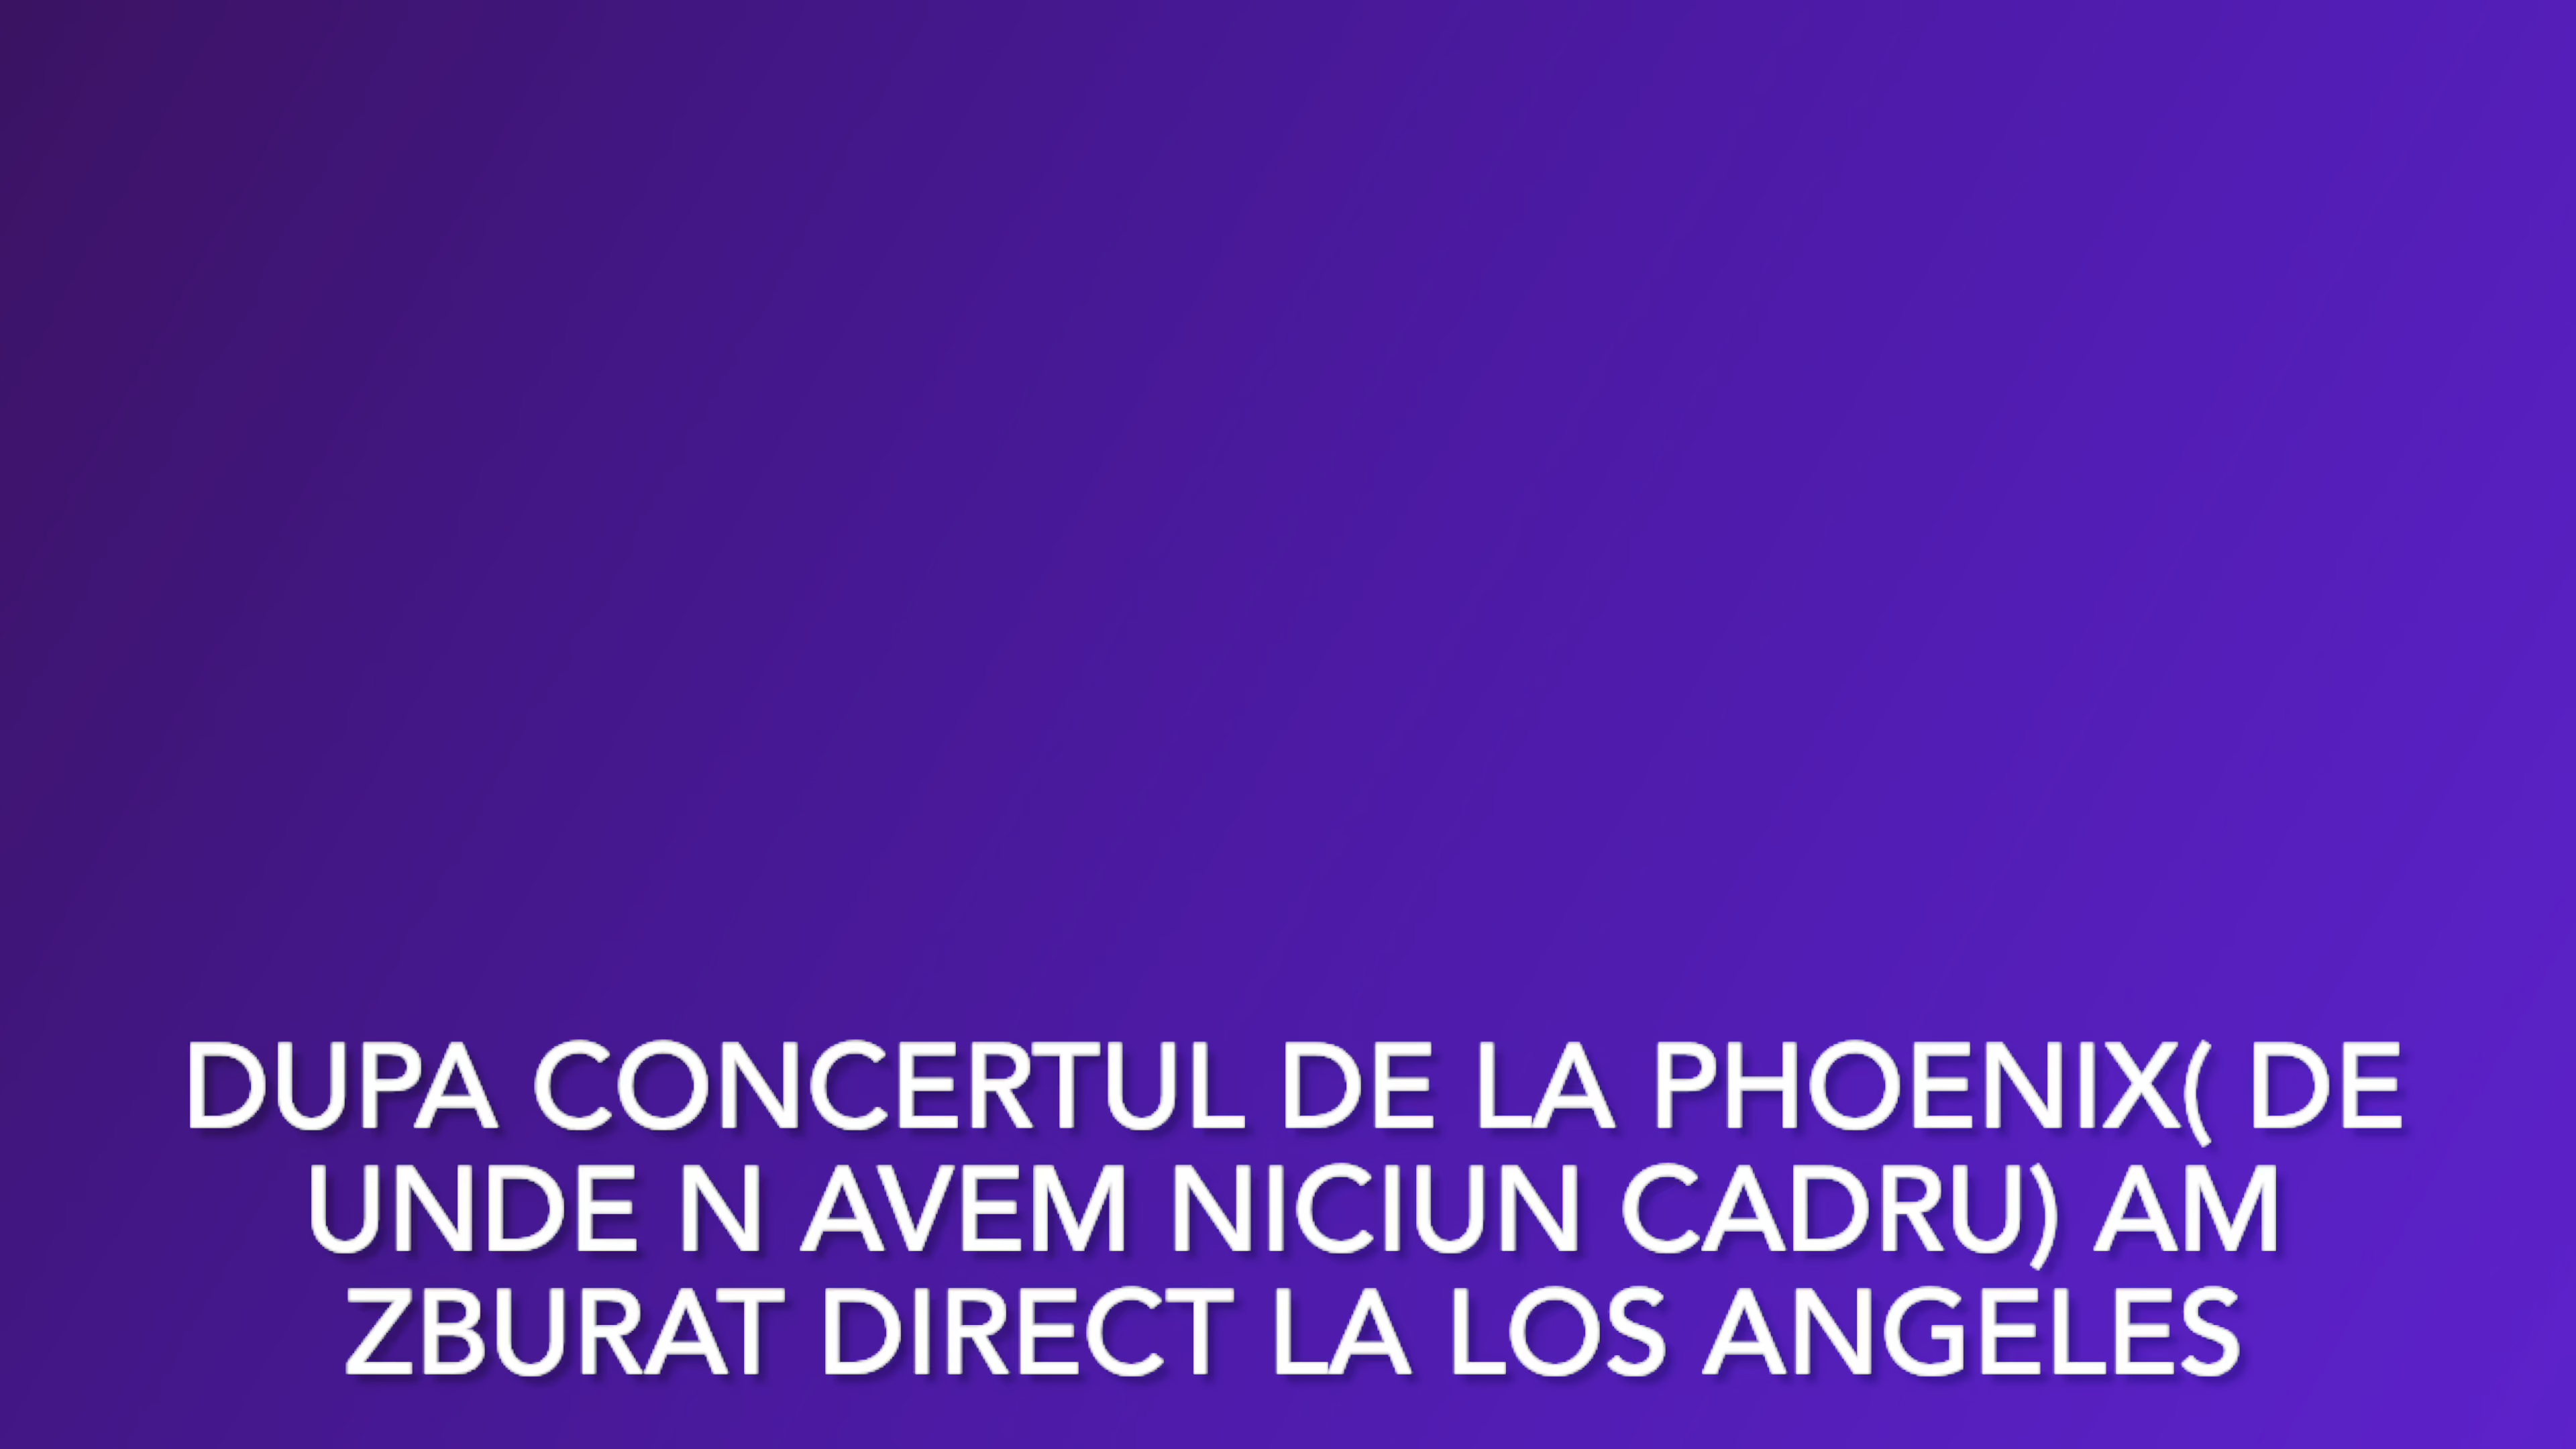 DUPA CONCERTUL DE LA PHOENIX( DE
UNDE N AVEM NICIUN CADRU) AM
ZBURAT DIRECT LA LOS ANGELES